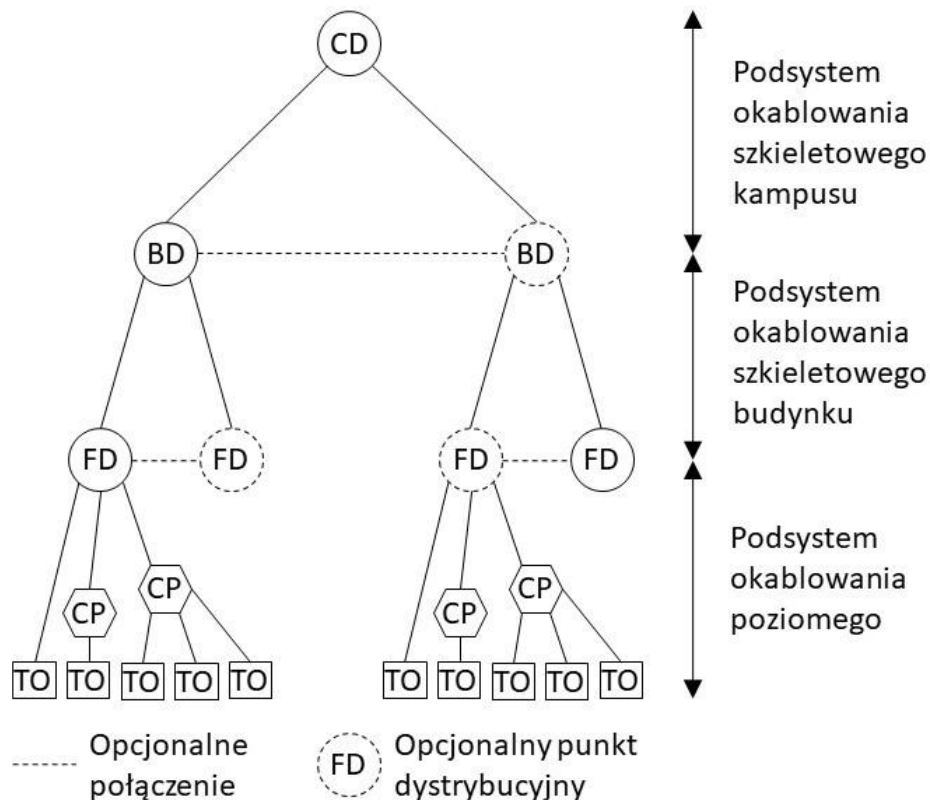 CD
Podsystem
okablowania
szkieletowego
kampusu
BD BD
Podsystem
okablowania
szkieletowego
budynku
FD FD FD FD
Podsystem
okablowania
poziomego
CP CP CP CP
TO TO TO TO TO TO TO TO TO TO
Opcjonalne
połączenie
FD
Opcjonalny punkt
dystrybucyjny